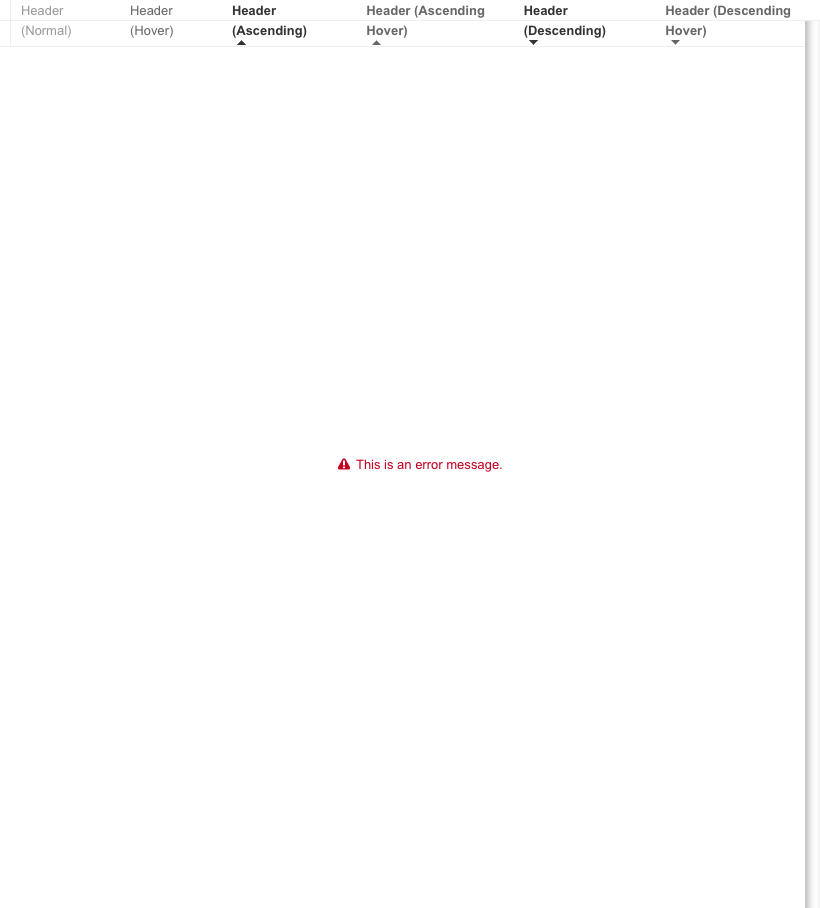 Header
(Normal)
Header
(Hover)
Header
(Ascending)
Header (Ascending
Hover)
Header
(Descending)
Header (Descending
Hover)
This is an error message.